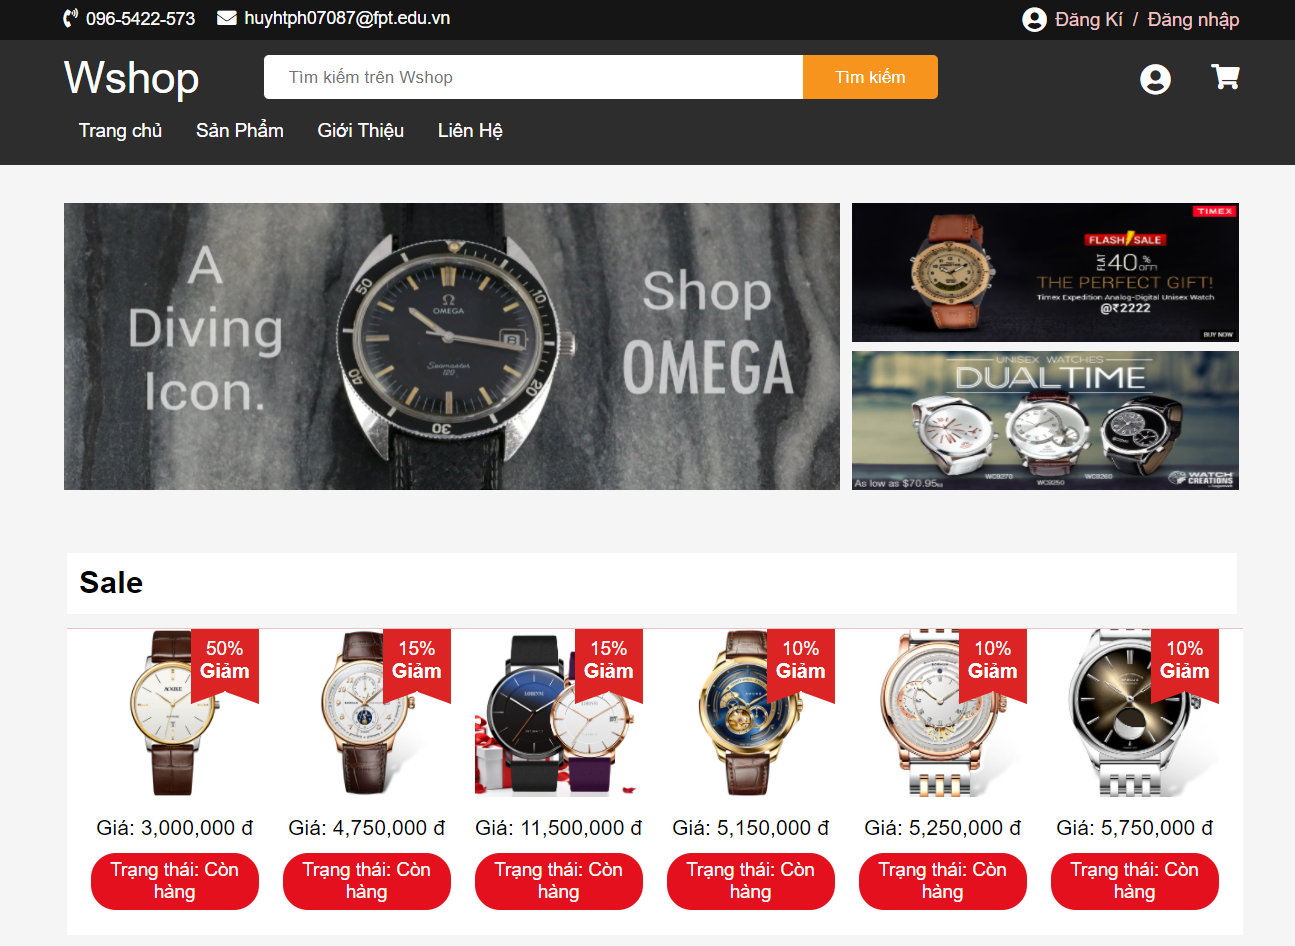 096-5422-573
huyhtph07087@fpt.edu.vn
Đăng Kí / Đăng nhập
Wshop
Tìm kiếm trên Wshop
Tìm kiếm
Trang chủ
Sản Phẩm
Giới Thiệu
Liên Hệ
A
Diving
Icon.
50
10
Ω
OMEGA
8
Seamaster
120
40
20
30
Shop
OMEGA
TIMEX
FLASH SALE
FLAT 40% OFF!
THE PERFECT GIFT!
Timex Expedition Analog-Digital Unisex Watch
@₹2222
BUY NOW
UNISEX WATCHES
DUALTIME
WC9270
WC9250
WC9260
As low as $70.95
WATCH
CREATIONS
Sale
50%
Giảm
15%
Giảm
15%
Giảm
10%
Giảm
10%
Giảm
10%
Giảm
Giá: 3,000,000 đ
Giá: 4,750,000 đ
Giá: 11,500,000 đ
Giá: 5,150,000 đ
Giá: 5,250,000 đ
Giá: 5,750,000 đ
Trạng thái: Còn
hàng
Trạng thái: Còn
hàng
Trạng thái: Còn
hàng
Trạng thái: Còn
hàng
Trạng thái: Còn
hàng
Trạng thái: Còn
hàng